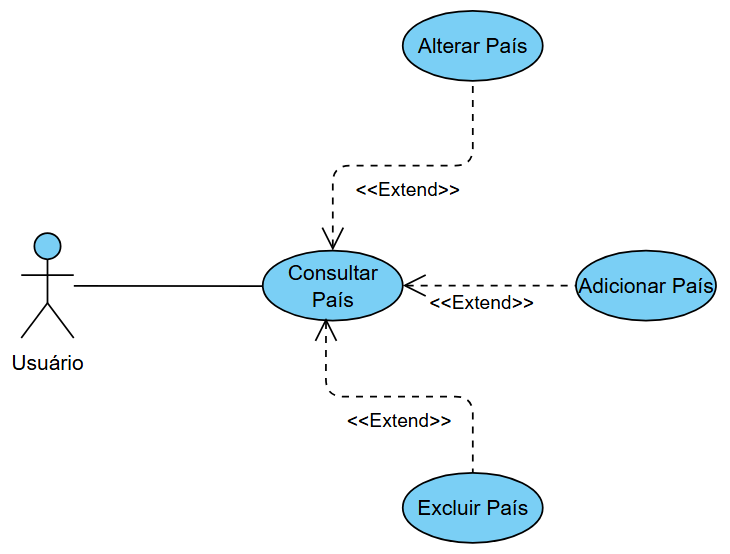 Alterar País
<<Extend>>
Consultar
País
Adicionar País
<<Extend>>
Usuário
<<Extend>>
Excluir País